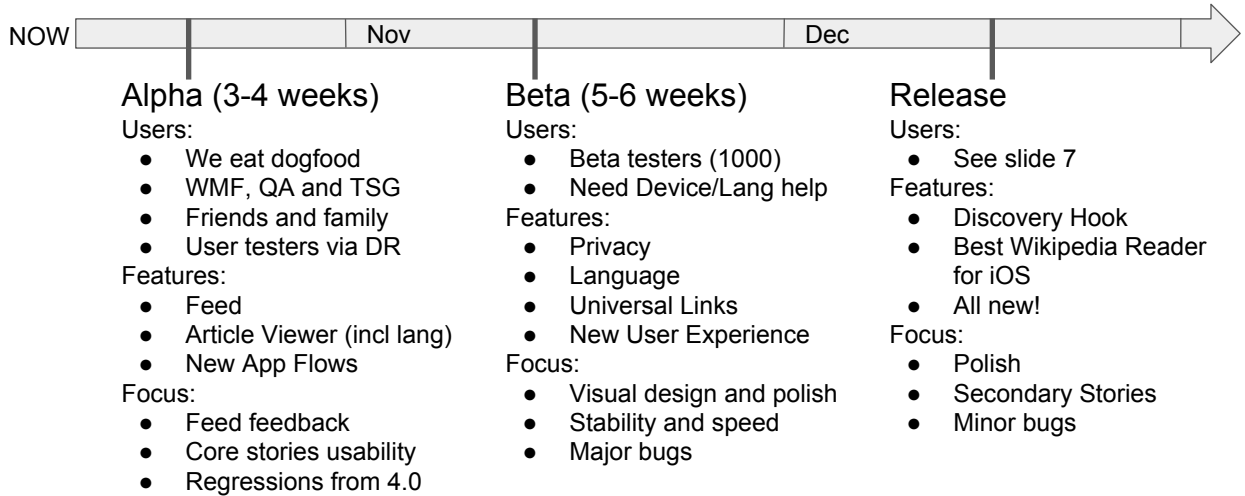 NOW
Nov
Dec
Alpha (3-4 weeks)
Users:
● We eat dogfood
● WMF, QA and TSG
● Friends and family
● User testers via DR
Features:
● Feed
● Article Viewer (incl lang)
● New App Flows
Focus:
● Feed feedback
● Core stories usability
● Regressions from 4.0
Beta (5-6 weeks)
Users:
● Beta testers (1000)
● Need Device/Lang help
Features:
● Privacy
● Language
● Universal Links
● New User Experience
Focus:
● Visual design and polish
● Stability and speed
● Major bugs
Release
Users:
● See slide 7
Features:
● Discovery Hook
● Best Wikipedia Reader
for iOS
● All new!
Focus:
● Polish
● Secondary Stories
● Minor bugs